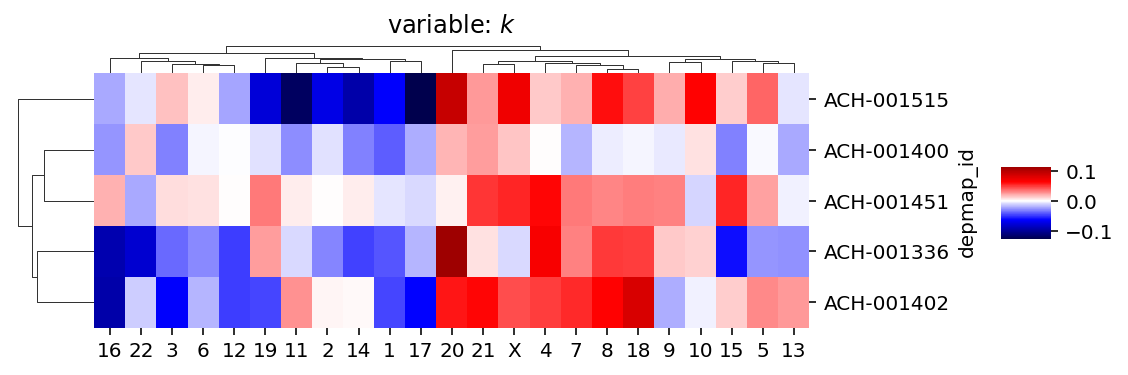 variable: k
ACH-001515
ACH-001400
ACH-001451
ACH-001336
ACH-001402
depmap_id
0.1
0.0
−0.1
16 22 3 6 12 19 11 2 14 1 17 20 21 X 4 7 8 18 9 10 15 5 13